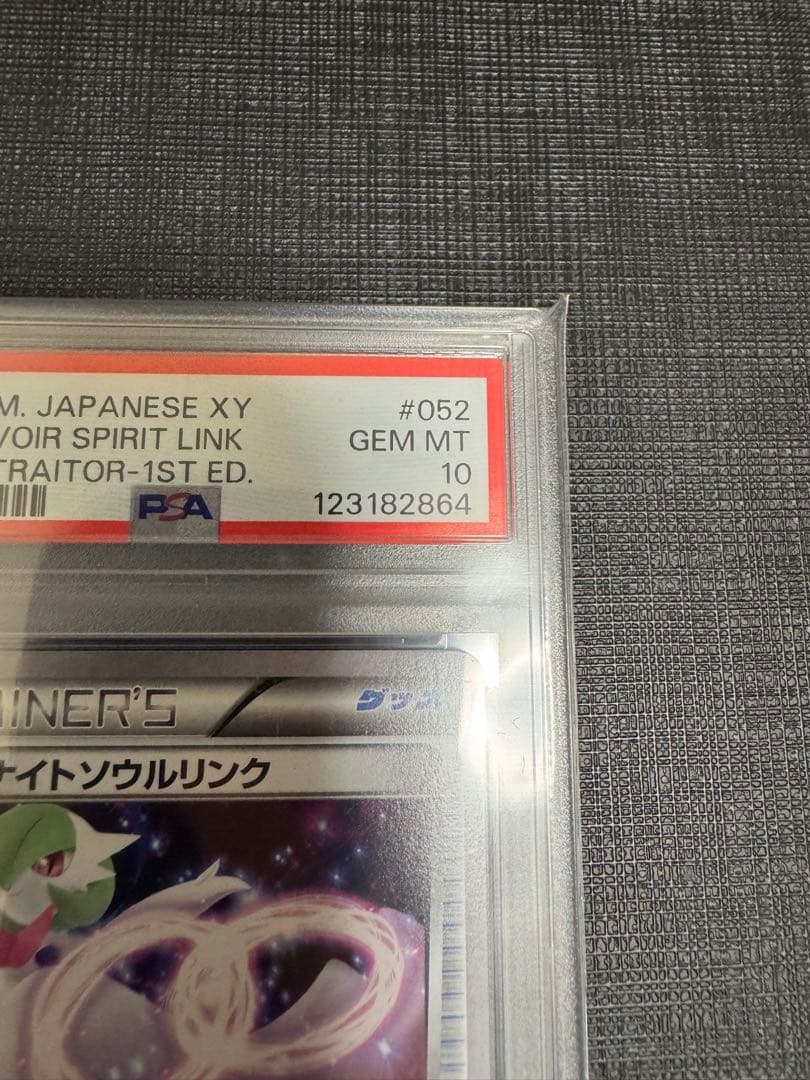 M. JAPANESE XY #052
VOIR SPIRIT LINK GEM MT
TRAITOR-1ST ED. 10
PSA 123182864
AINER'S グッズ
ナイトソウルリンク